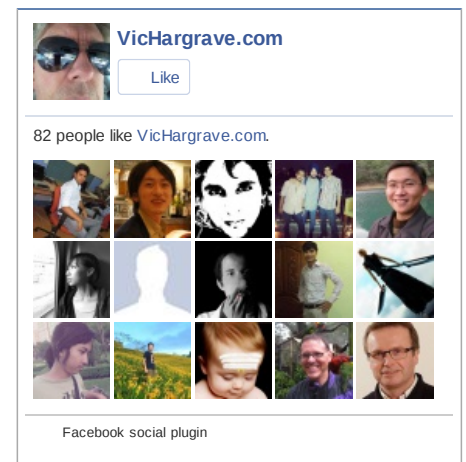 VicHargrave.com
Like
82 people like VicHargrave.com.
Facebook social plugin